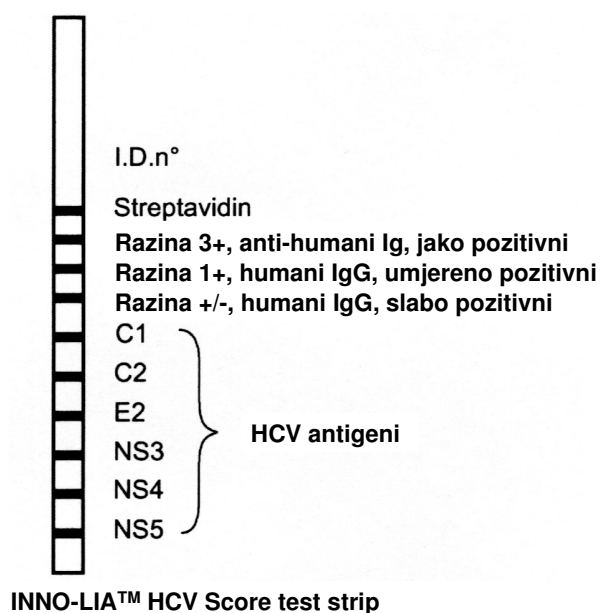 I.D.n°
Streptavidin
Razina 3+, anti-humani Ig, jako pozitivni
Razina 1+, humani IgG, umjereno pozitivni
Razina +/-, humani IgG, slabo pozitivni
C1
C2
E2
HCV antigeni
NS3
NS4
NS5
INNO-LIA™ HCV Score test strip